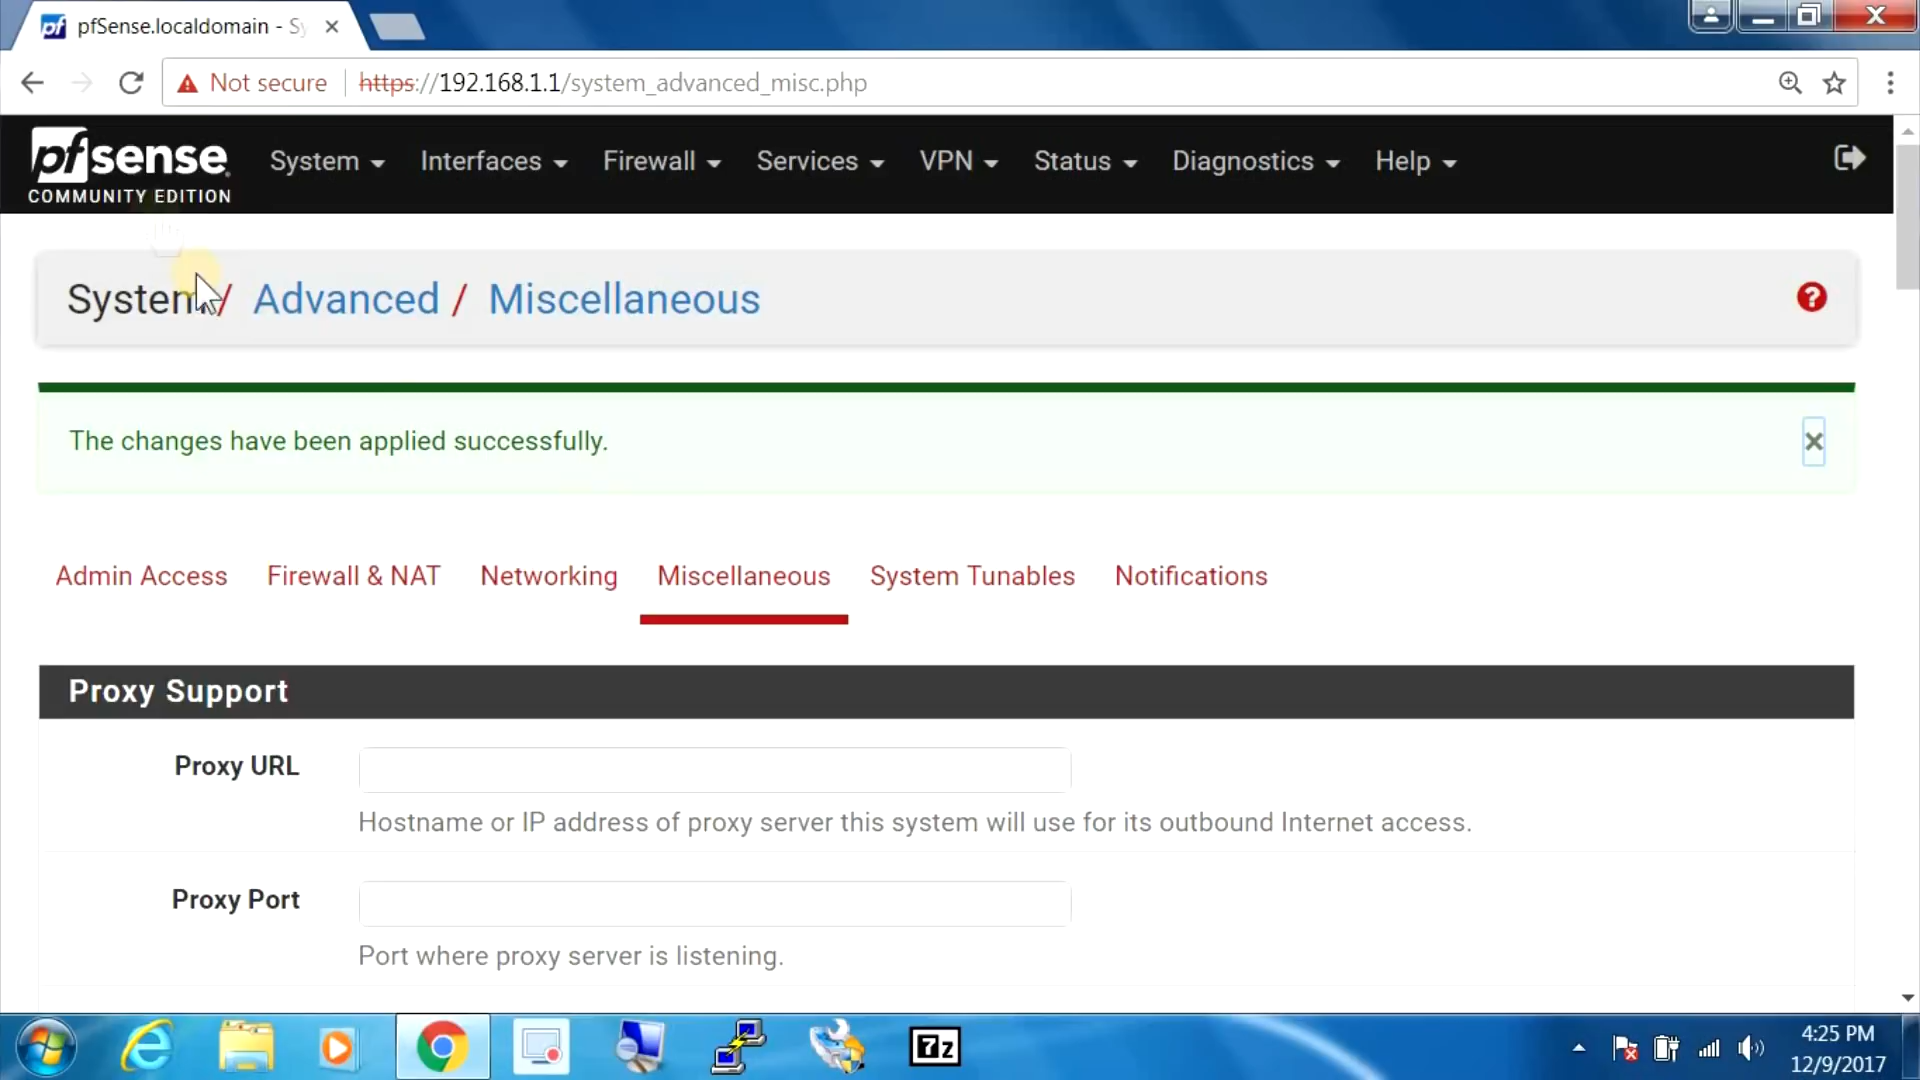 pfSense.localdomain - Sy
Not secure https://192.168.1.1/system_advanced_misc.php
pfsense System Interfaces Firewall Services VPN Status Diagnostics Help
COMMUNITY EDITION
System / Advanced / Miscellaneous
The changes have been applied successfully.
Admin Access Firewall & NAT Networking Miscellaneous System Tunables Notifications
Proxy Support
Proxy URL
Hostname or IP address of proxy server this system will use for its outbound Internet access.
Proxy Port
Port where proxy server is listening.
7z
4:25 PM
12/9/2017